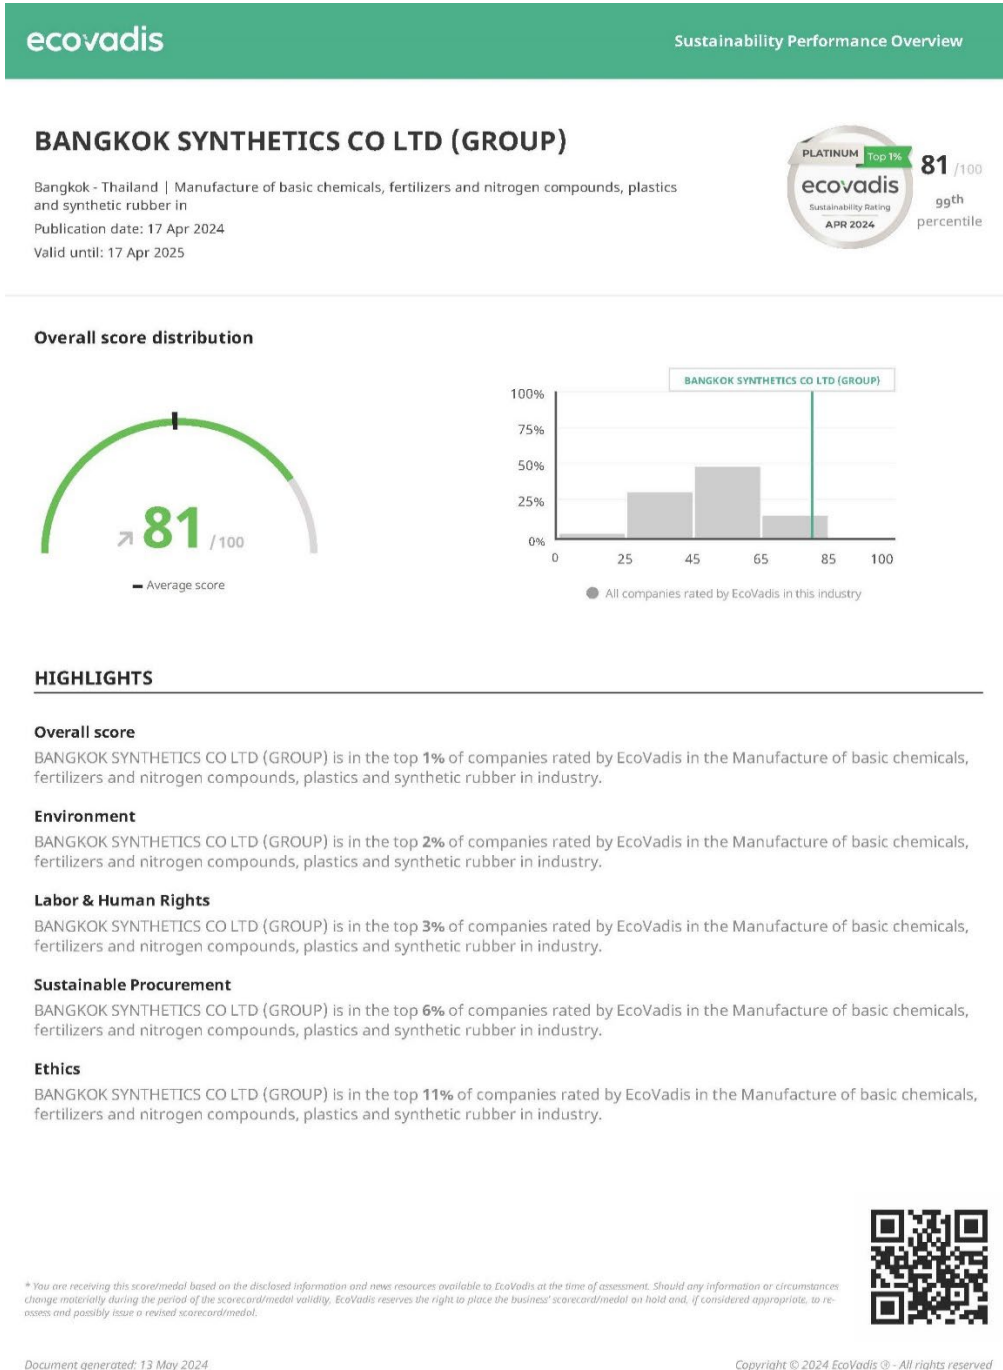 ecovadis
Sustainability Performance Overview
BANGKOK SYNTHETICS CO LTD (GROUP)
Bangkok - Thailand | Manufacture of basic chemicals, fertilizers and nitrogen compounds, plastics
and synthetic rubber in
Publication date: 17 Apr 2024
Valid until: 17 Apr 2025
PLATINUM
Top 1%
ecovadis
Sustainability Rating
APR 2024
81 /100
99th
percentile
Overall score distribution
81 /100
Average score
BANGKOK SYNTHETICS CO LTD (GROUP)
100%
75%
50%
25%
0%
0 25 45 65 85 100
All companies rated by EcoVadis in this industry
HIGHLIGHTS
Overall score
BANGKOK SYNTHETICS CO LTD (GROUP) is in the top 1% of companies rated by EcoVadis in the Manufacture of basic chemicals,
fertilizers and nitrogen compounds, plastics and synthetic rubber in industry.
Environment
BANGKOK SYNTHETICS CO LTD (GROUP) is in the top 2% of companies rated by EcoVadis in the Manufacture of basic chemicals,
fertilizers and nitrogen compounds, plastics and synthetic rubber in industry.
Labor & Human Rights
BANGKOK SYNTHETICS CO LTD (GROUP) is in the top 3% of companies rated by EcoVadis in the Manufacture of basic chemicals,
fertilizers and nitrogen compounds, plastics and synthetic rubber in industry.
Sustainable Procurement
BANGKOK SYNTHETICS CO LTD (GROUP) is in the top 6% of companies rated by EcoVadis in the Manufacture of basic chemicals,
fertilizers and nitrogen compounds, plastics and synthetic rubber in industry.
Ethics
BANGKOK SYNTHETICS CO LTD (GROUP) is in the top 11% of companies rated by EcoVadis in the Manufacture of basic chemicals,
fertilizers and nitrogen compounds, plastics and synthetic rubber in industry.
* You are receiving this score/medal based on the disclosed information and news resources available to EcoVadis at the time of assessment. Should any information or circumstances
change materially during the period of the scorecard/medal validity, EcoVadis reserves the right to place the business' scorecard/medal on hold and, if considered appropriate, to re-
assess and possibly issue a revised scorecard/medal.
Document generated: 13 May 2024
Copyright © 2024 EcoVadis ® - All rights reserved